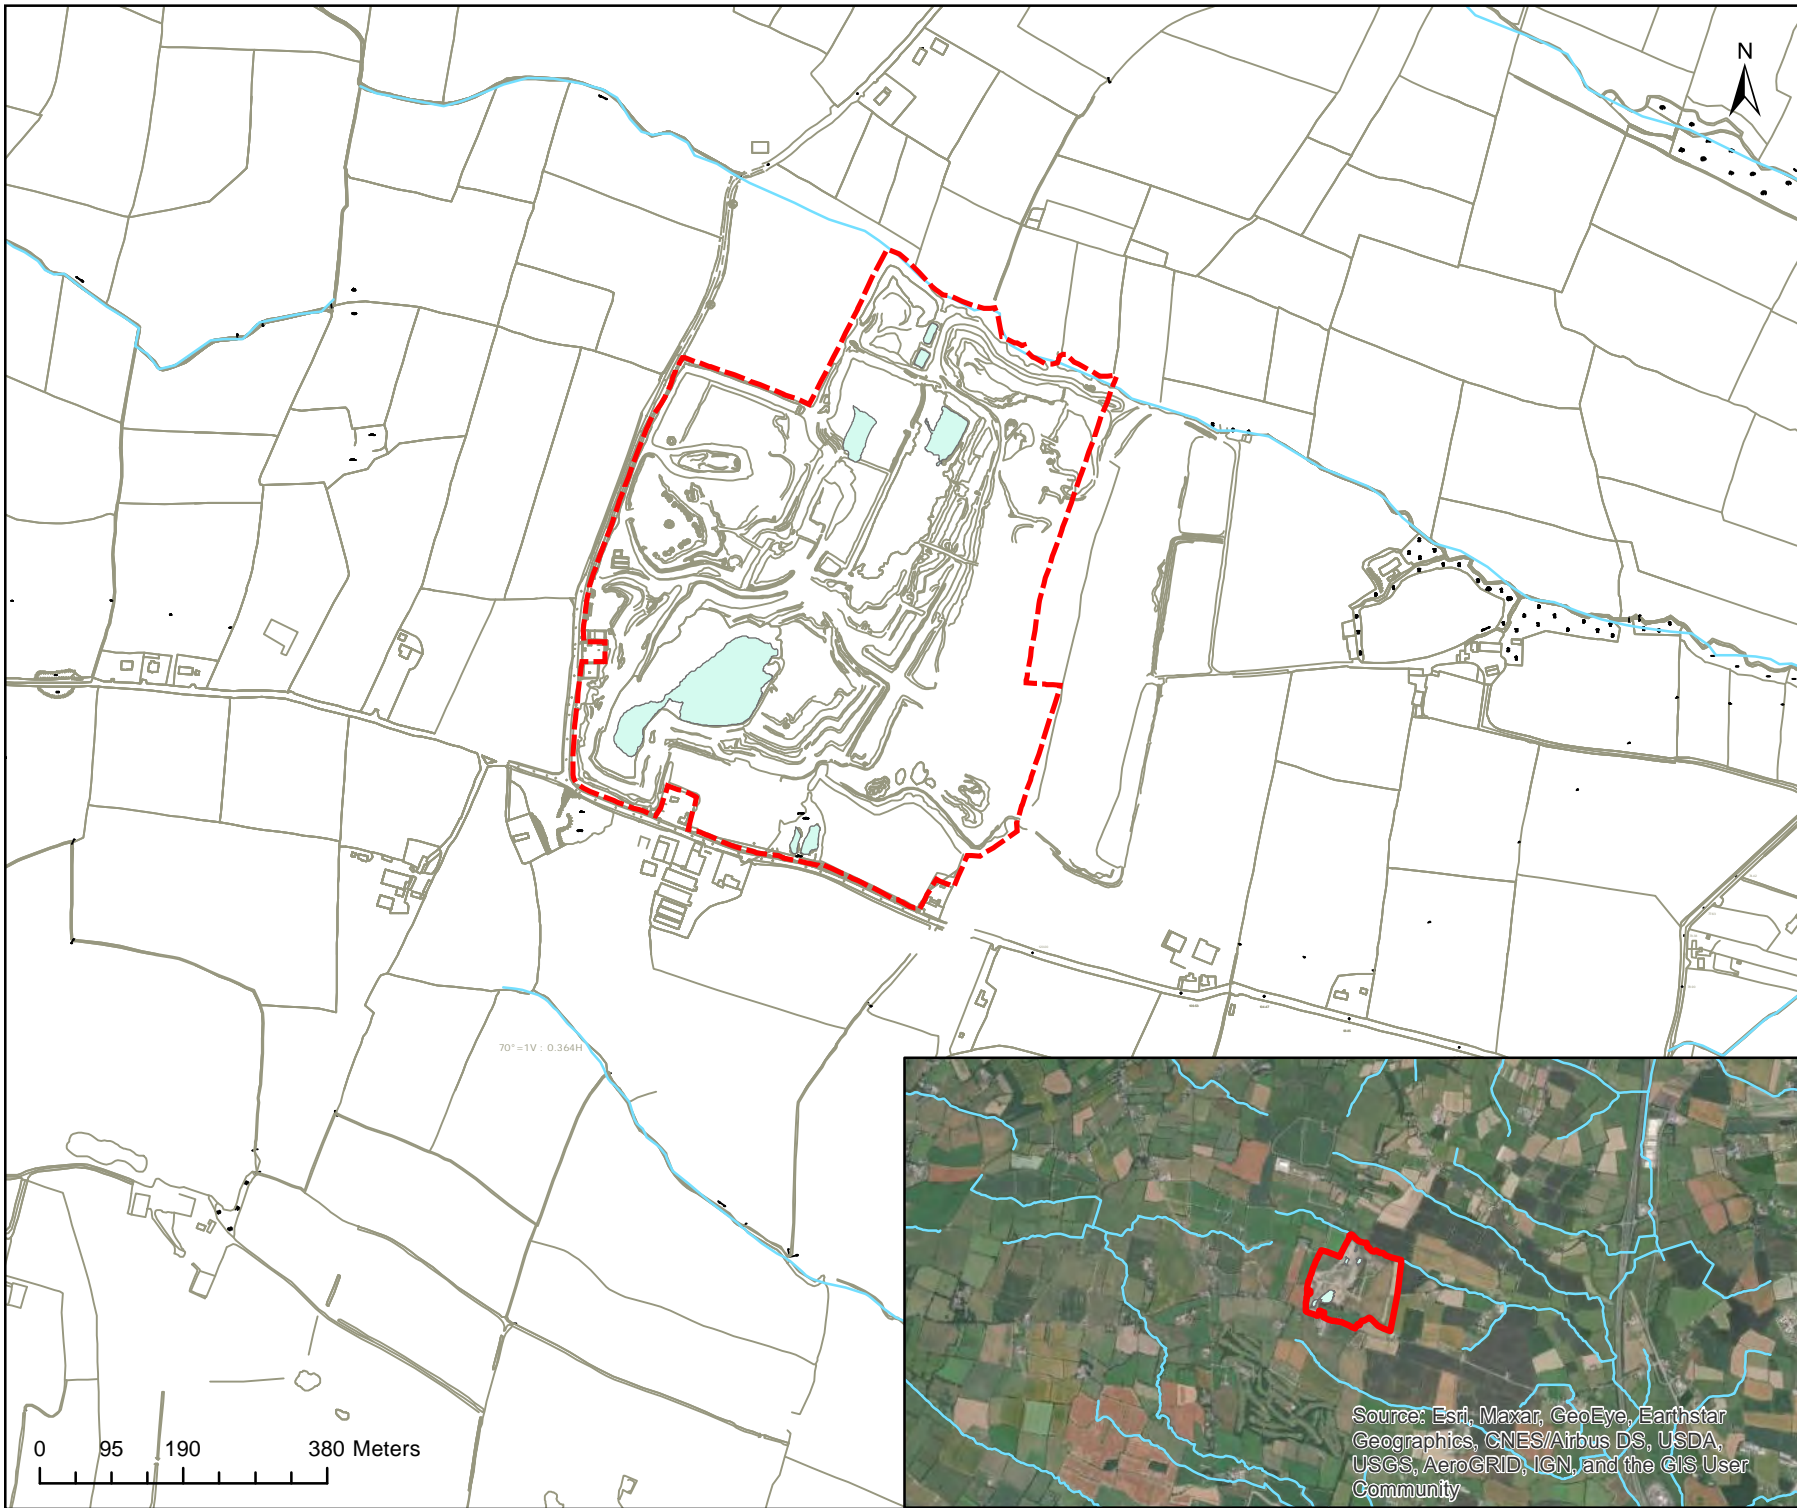 N
70°=1V : 0.364H
0 95 190 380 Meters
Source: Esri, Maxar, GeoEye, Earthstar
Geographics, CNES/Airbus DS, USDA,
USGS, AeroGRID, IGN, and the GIS User
Community